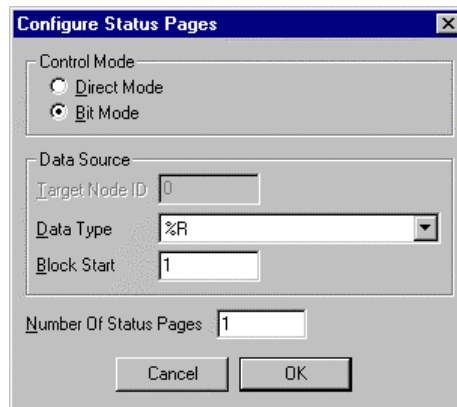 Configure Status Pages
Control Mode
Direct Mode
Bit Mode
Data Source
Target Node ID 0
Data Type %R
Block Start 1
Number Of Status Pages 1
Cancel OK